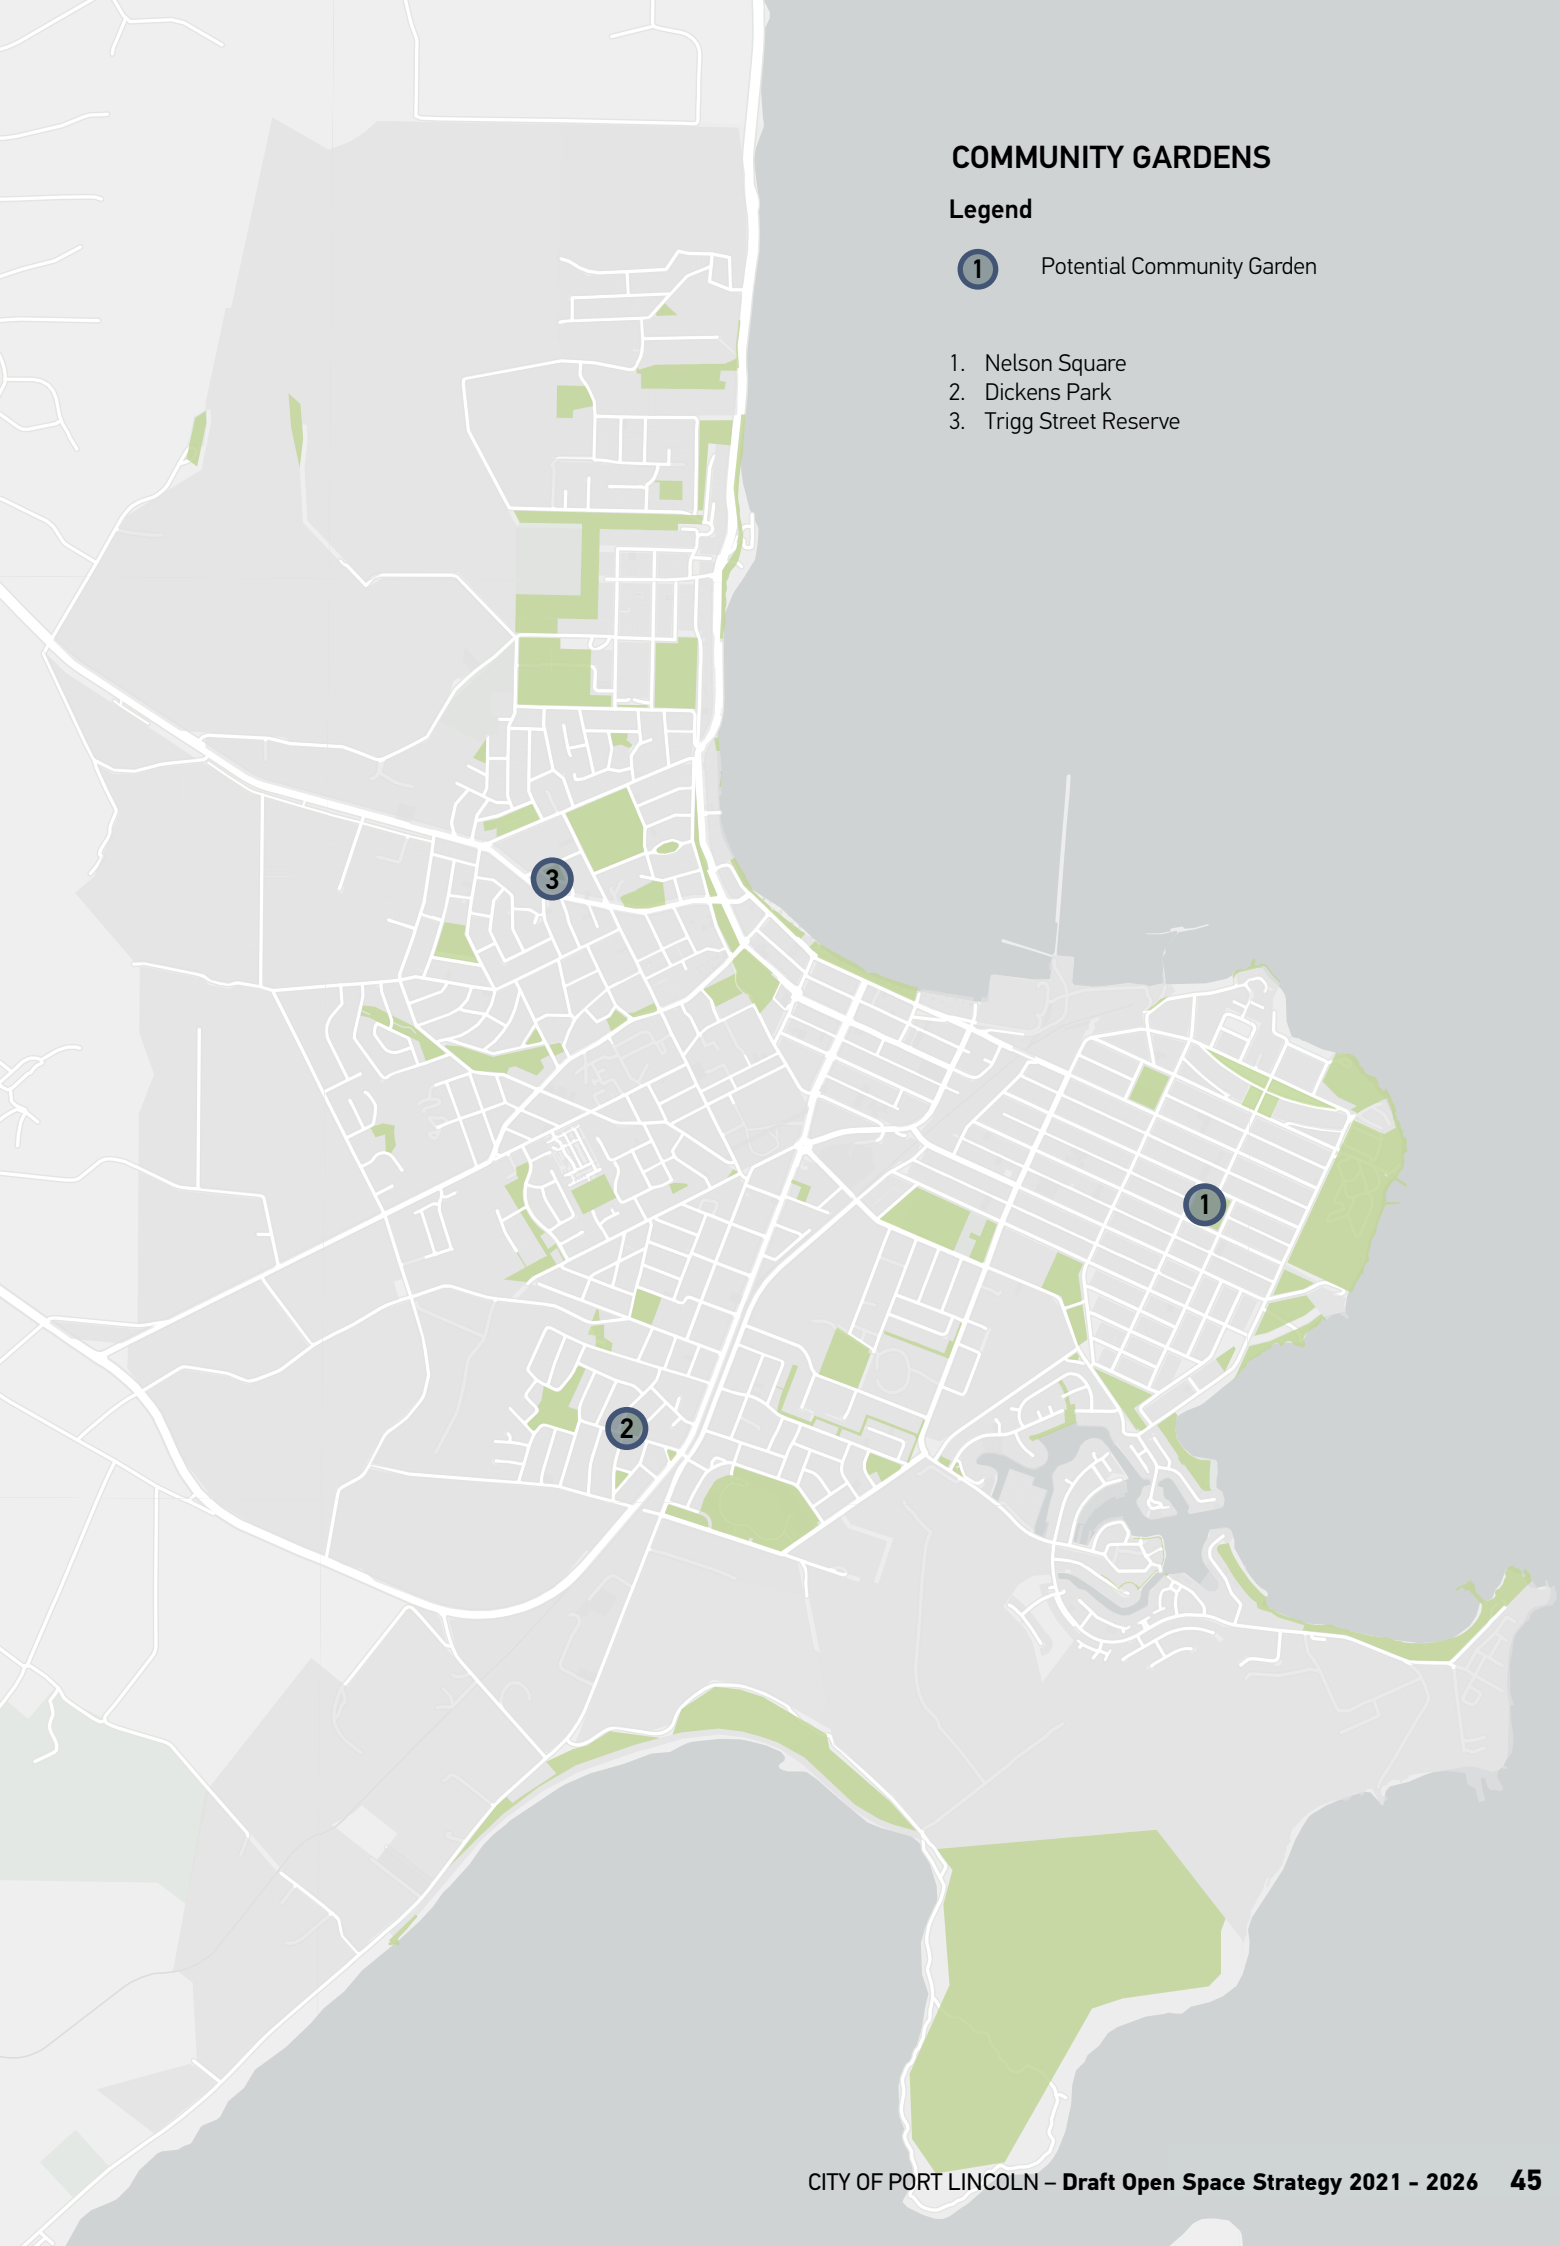 COMMUNITY GARDENS
Legend
1 Potential Community Garden
1. Nelson Square
2. Dickens Park
3. Trigg Street Reserve
3
1
2
CITY OF PORT LINCOLN – Draft Open Space Strategy 2021 - 2026 45